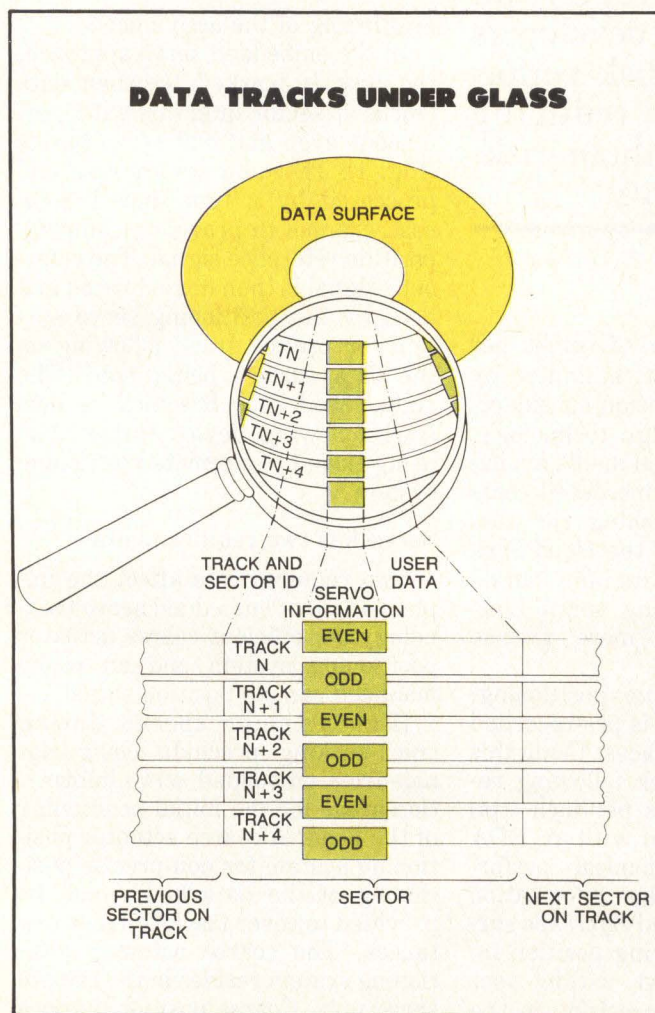 DATA TRACKS UNDER GLASS
DATA SURFACE
TN
TN+1
TN+2
TN+3
TN+4
TRACK AND
SECTOR ID
SERVO
INFORMATION
USER
DATA
EVEN
TRACK
N
ODD
TRACK
N+1
EVEN
TRACK
N+2
ODD
TRACK
N+3
EVEN
TRACK
N+4
ODD
PREVIOUS
SECTOR ON
TRACK
SECTOR
NEXT SECTOR
ON TRACK